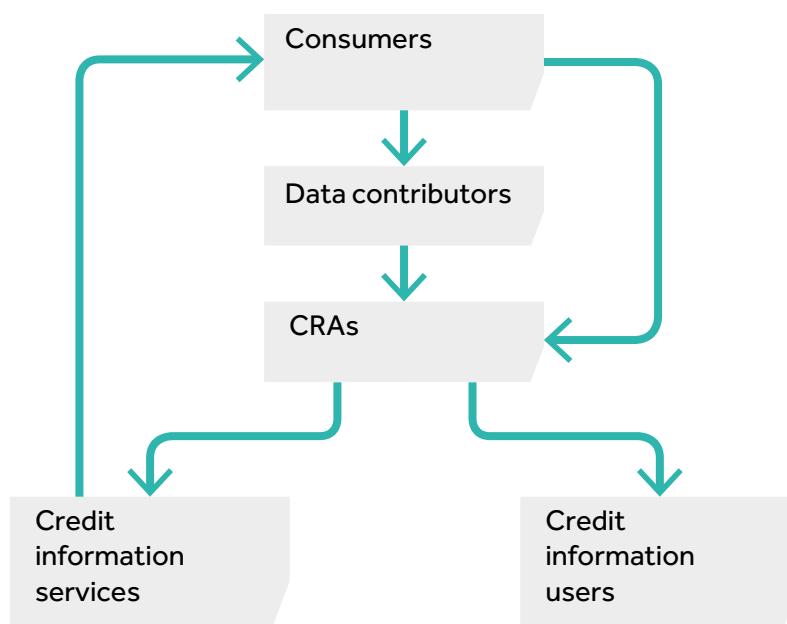 Consumers
Data contributors
CRAs
Credit
information
services
Credit
information
users